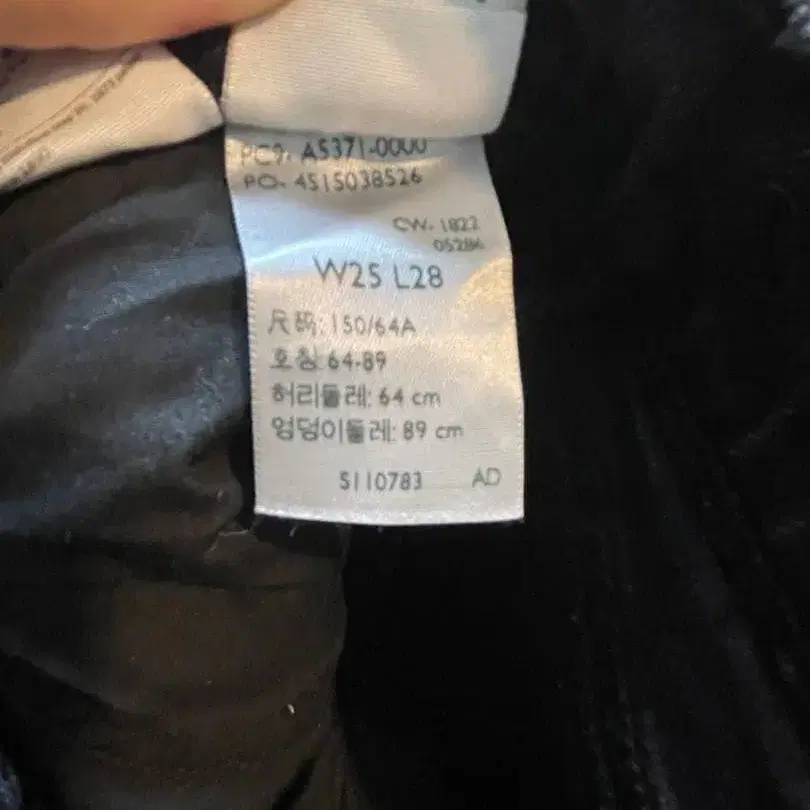 PC9. A5371-0000
PO. 4515038526
CW. 1822
05286
W25 L28
尺码: 150/64A
호칭 64-89
허리둘레: 64 cm
엉덩이둘레: 89 cm
5110783 AD